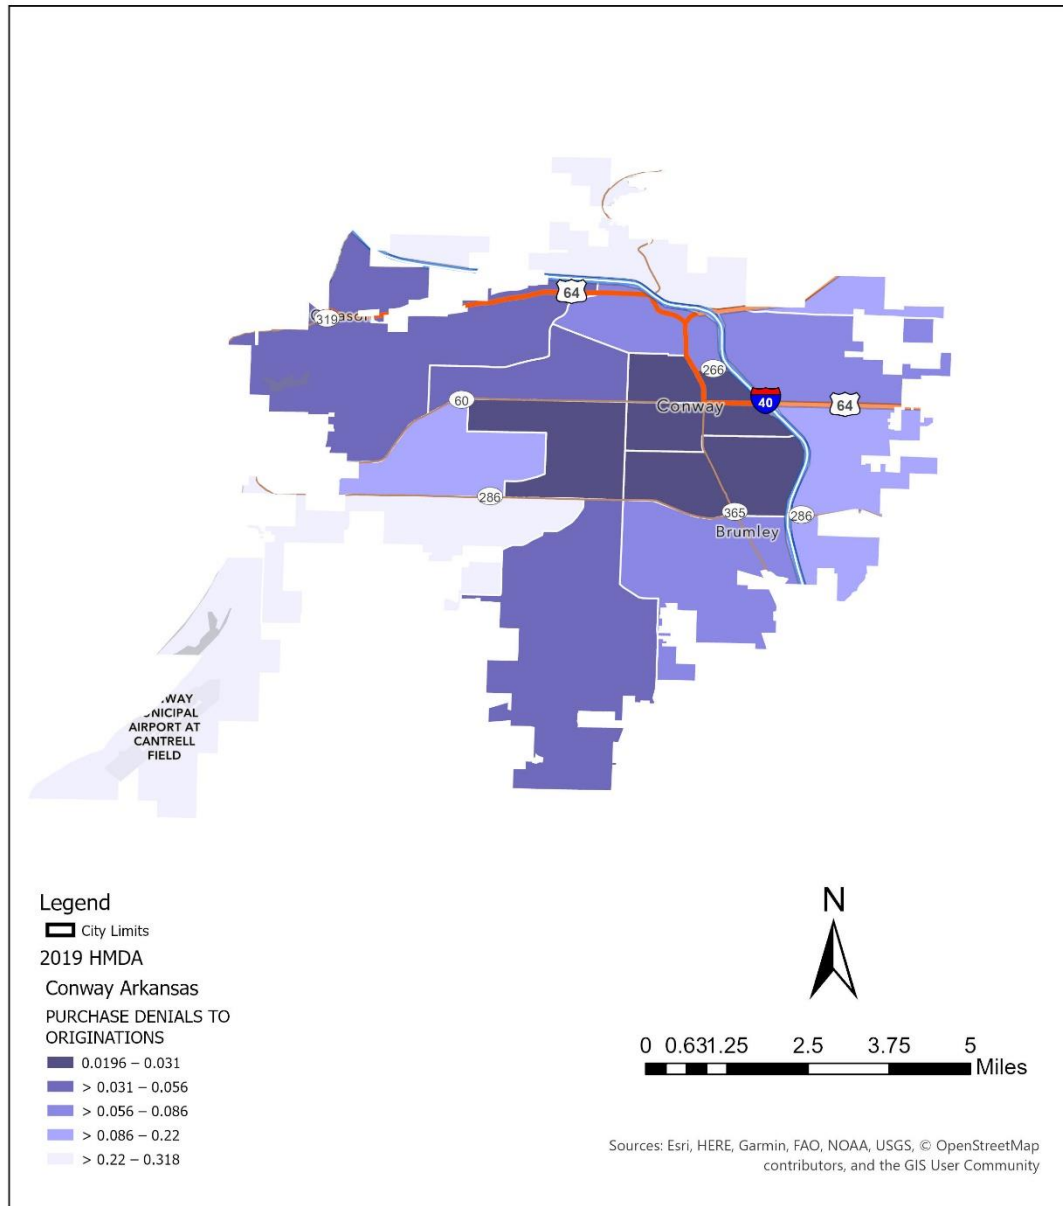 64
319
266
60
Conway
40
64
286
365
286
Brumley
AIRPORT AT
CANTRELL
FIELD
Legend
City Limits
2019 HMDA
Conway Arkansas
PURCHASE DENIALS TO
ORIGINATIONS
0.0196 – 0.031
> 0.031 – 0.056
> 0.056 – 0.086
> 0.086 – 0.22
> 0.22 – 0.318
N
0 0.631.25 2.5 3.75 5
Miles
Sources: Esri, HERE, Garmin, FAO, NOAA, USGS, © OpenStreetMap
contributors, and the GIS User Community